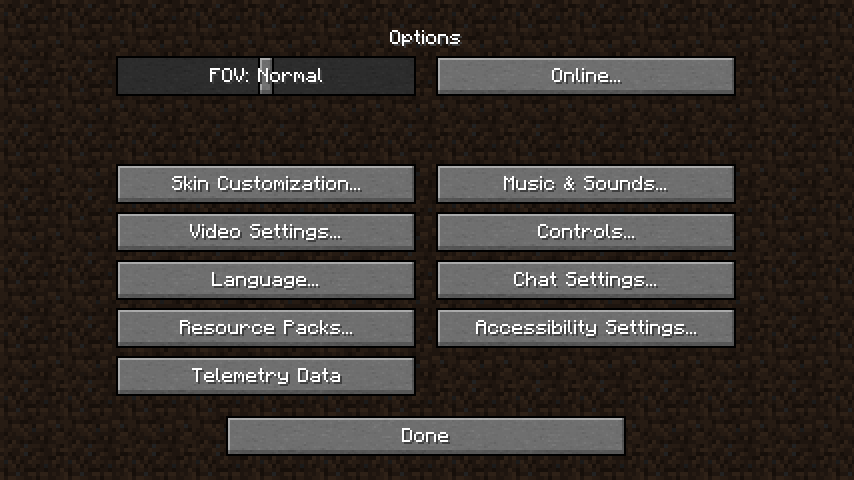 Options
FOV: Normal
Online...
Skin Customization...
Music & Sounds...
Video Settings...
Controls...
Language...
Chat Settings...
Resource Packs...
Accessibility Settings...
Telemetry Data
Done